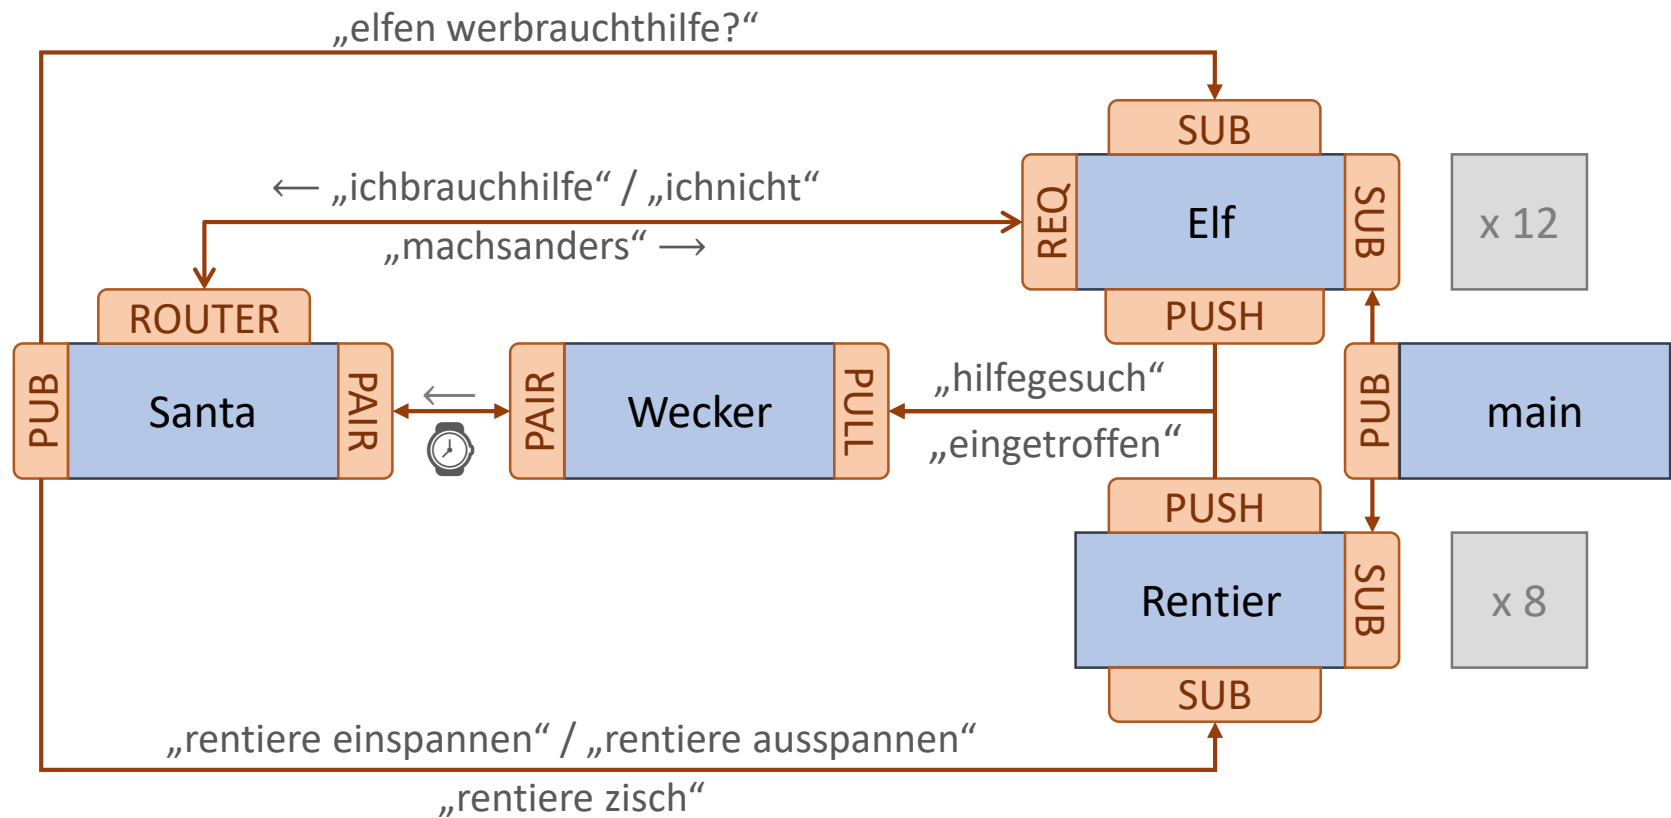 „elfen werbrauchthilfe?“
SUB
← „ichbrauchhilfe“ / „ichnicht“
REQ
Elf
SUB
x 12
„machsanders“ →
ROUTER
PUSH
PUB
Santa
PAIR
←
PAIR
Wecker
PULL
„hilfegesuch“
„eingetroffen“
PUB
main
PUSH
Rentier
SUB
x 8
SUB
„rentiere einspannen“ / „rentiere ausspannen“
„rentiere zisch“